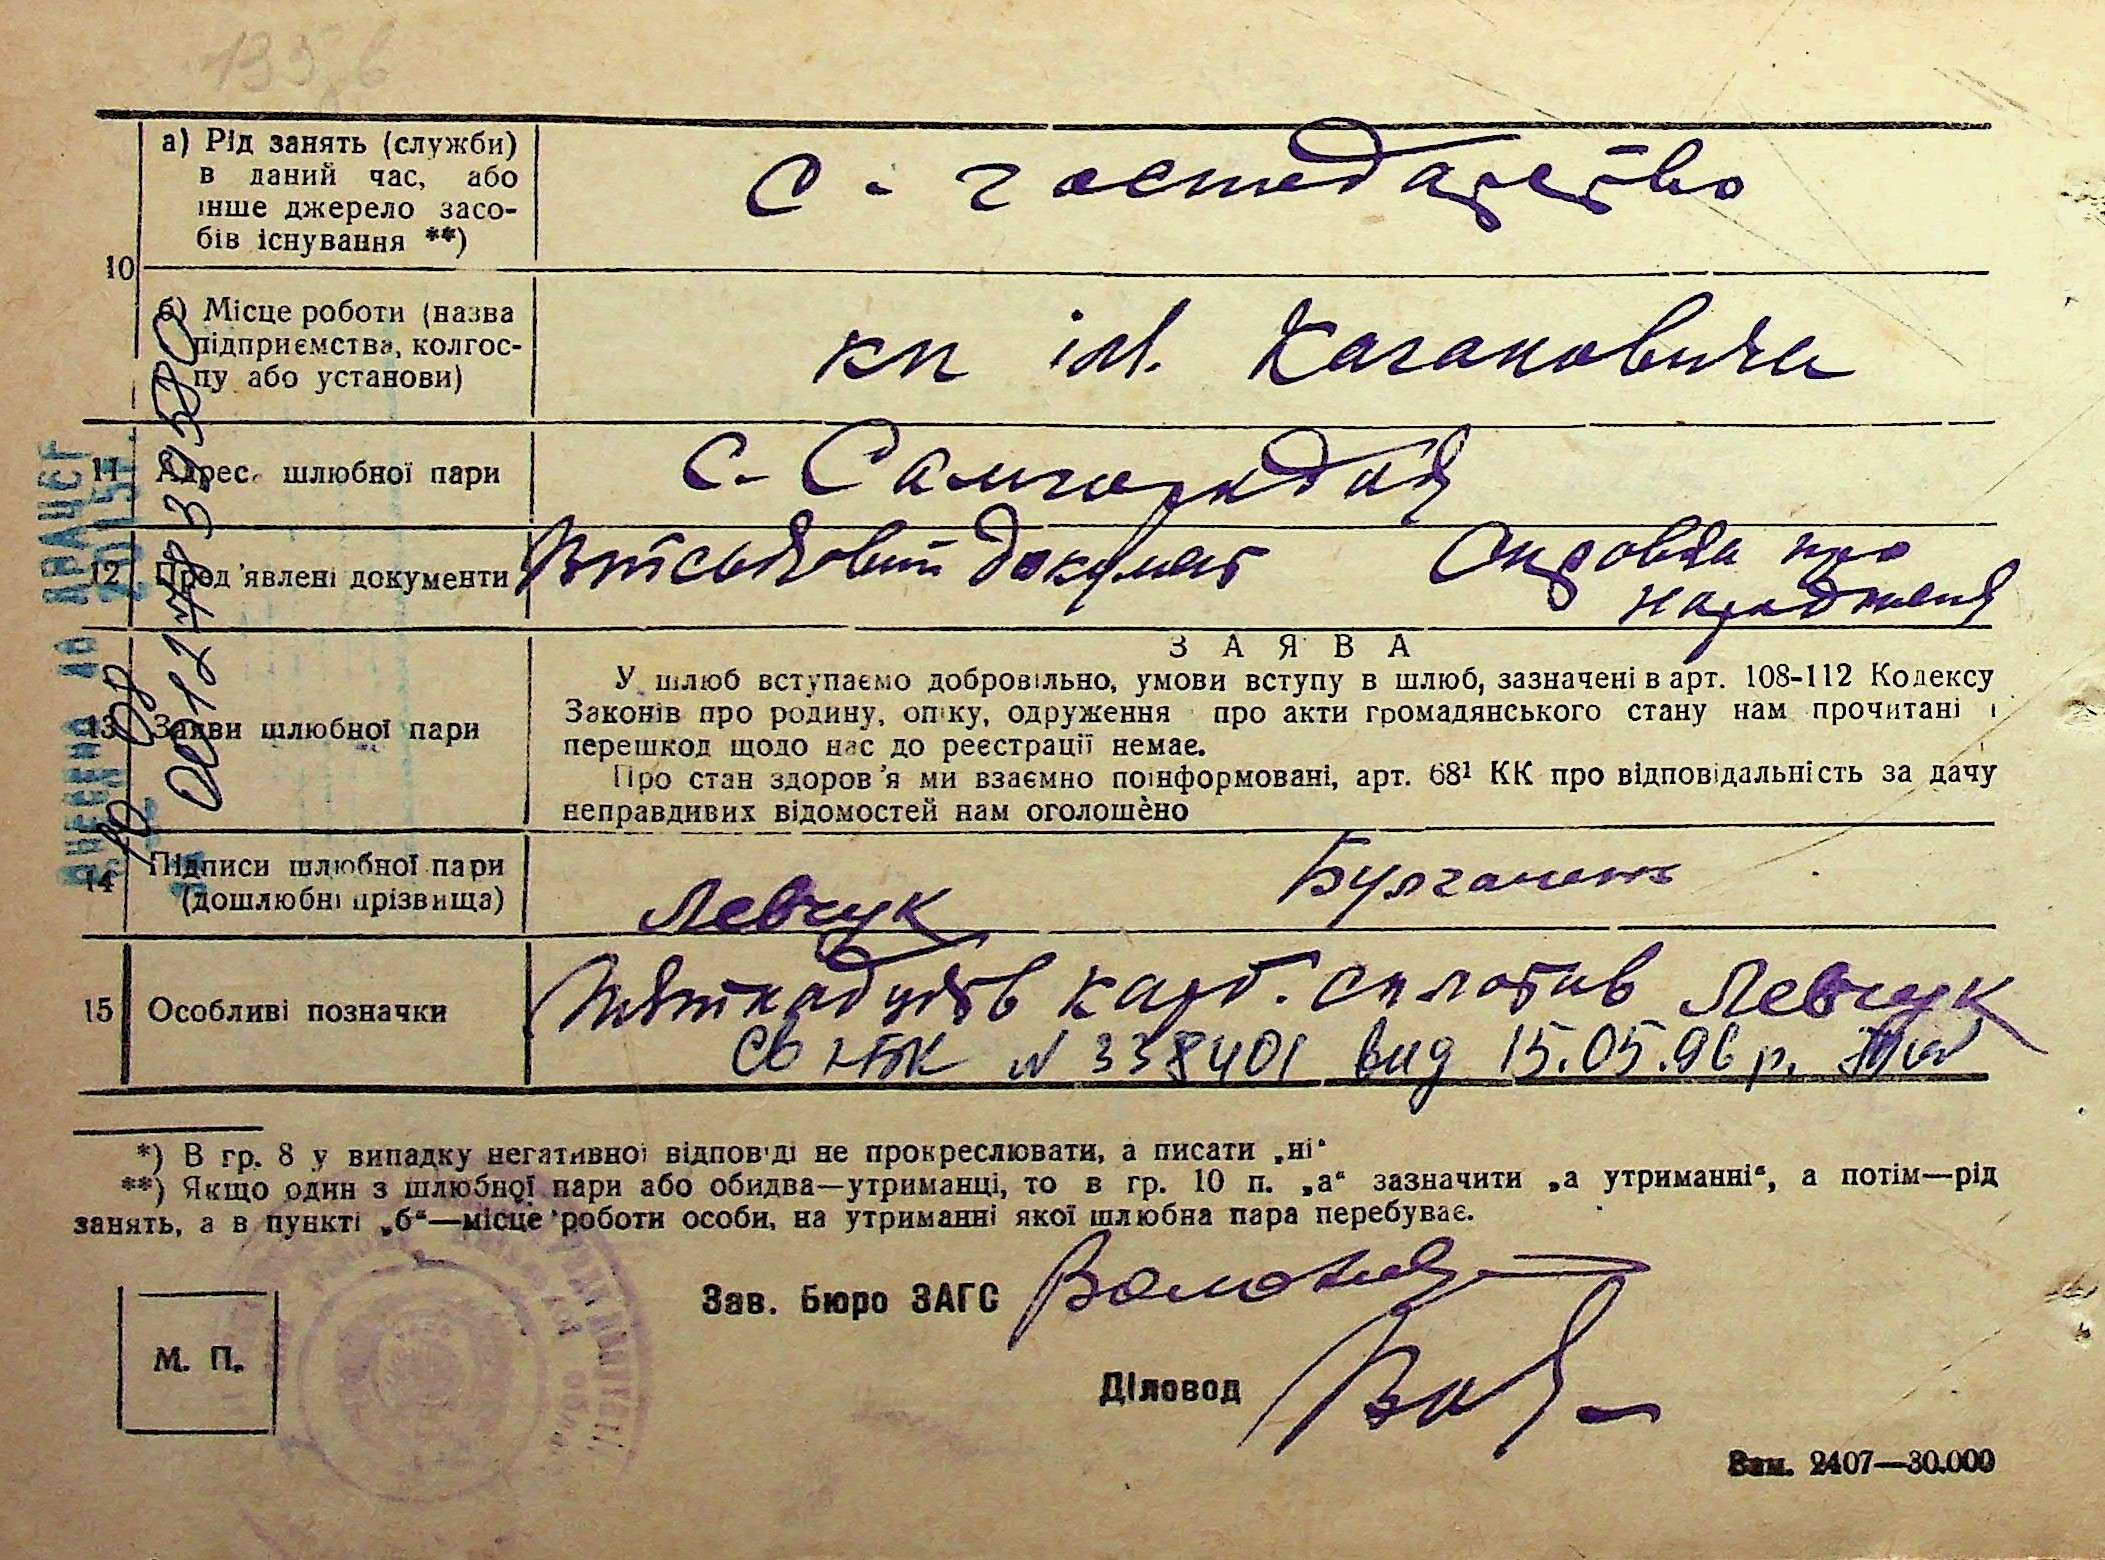 а) Рід занять (служби)
в даний час, або
інше джерело засо-
бів існування **)
с - господарство
10
б) Місце роботи (назва
підприємства, колгос-
пу або установи)
кп ім. Кагановича
11 Адрес шлюбної пари
с - Самгородок
12 Пред'явлені документи
Військовий документ
про
народження
З А Я В А
У шлюб вступаємо добровільно, умови вступу в шлюб, зазначені в арт. 108-112 Кодексу
Законів про родину, опіку, одруження про акти громадянського стану нам прочитані і
перешкод щодо нас до реєстрації немає.
13 Заяви шлюбної пари
Про стан здоров'я ми взаємно поінформовані, арт. 68¹ КК про відповідальність за дачу
неправдивих відомостей нам оголошено
14 Підписи шлюбної пари
(дошлюбні прізвища)
Левчук
15 Особливі позначки
карб. сплатив Левчук
№ 338401 вид 15.05.96 р.
*) В гр. 8 у випадку негативної відповіді не прокреслювати, а писати „ні“
**) Якщо один з шлюбної пари або обидва—утриманці, то в гр. 10 п. „а“ зазначити „а утриманні“, а потім—рід
занять, а в пункті „б“—місце роботи особи, на утриманні якої шлюбна пара перебуває.
Зав. бюро ЗАГС
М. П.
Діловод
Зам. 2407—30.000